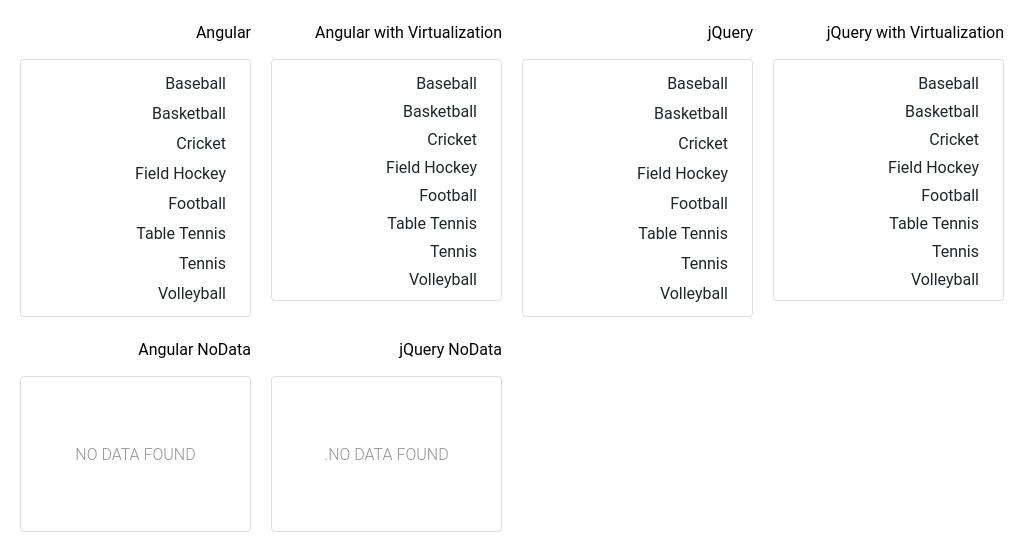 Angular
Baseball
Basketball
Cricket
Field Hockey
Football
Table Tennis
Tennis
Volleyball
Angular with Virtualization
Baseball
Basketball
Cricket
Field Hockey
Football
Table Tennis
Tennis
Volleyball
jQuery
Baseball
Basketball
Cricket
Field Hockey
Football
Table Tennis
Tennis
Volleyball
jQuery with Virtualization
Baseball
Basketball
Cricket
Field Hockey
Football
Table Tennis
Tennis
Volleyball
Angular NoData
NO DATA FOUND
jQuery NoData
.NO DATA FOUND